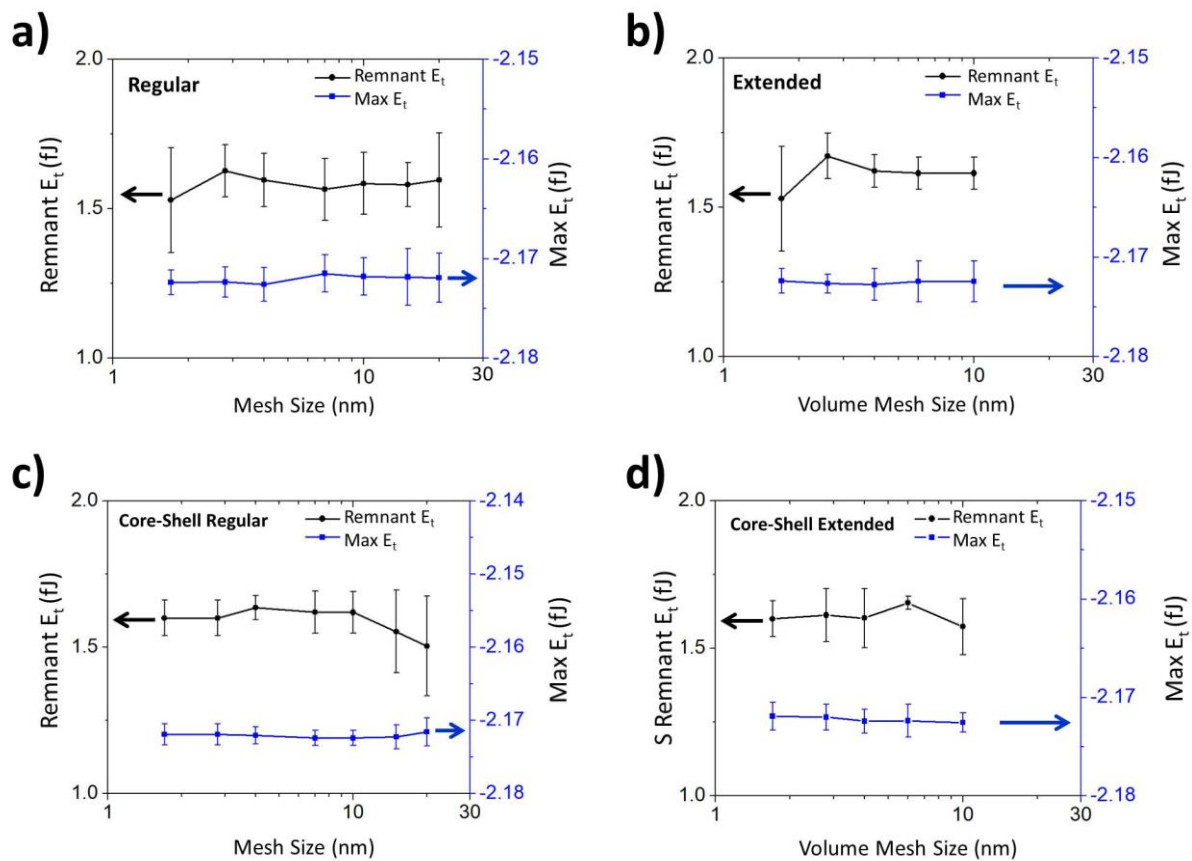 a)
Regular
Remnant Eₜ
Max Eₜ
2.0
1.5
1.0
Remnant Eₜ (fJ)
-2.15
-2.16
-2.17
-2.18
Max Eₜ (fJ)
1
10
30
Mesh Size (nm)
b)
Extended
Remnant Eₜ
Max Eₜ
2.0
1.5
1.0
Remnant Eₜ (fJ)
-2.15
-2.16
-2.17
-2.18
Max Eₜ (fJ)
1
10
30
Volume Mesh Size (nm)
c)
Core-Shell Regular
Remnant Eₜ
Max Eₜ
2.0
1.5
1.0
Remnant Eₜ (fJ)
-2.14
-2.15
-2.16
-2.17
-2.18
Max Eₜ (fJ)
1
10
30
Mesh Size (nm)
d)
Core-Shell Extended
Remnant Eₜ
Max Eₜ
2.0
1.5
1.0
S Remnant Eₜ (fJ)
-2.15
-2.16
-2.17
-2.18
Max Eₜ (fJ)
1
10
30
Volume Mesh Size (nm)